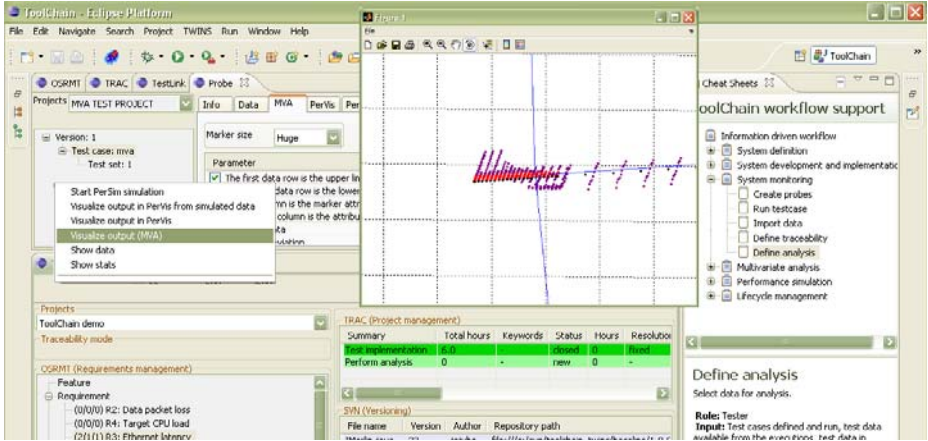 ToolChain - Eclipse Platform
File Edit Navigate Search Project TWINS Run Window Help
ToolChain
OSRMT TRAC TestLink Probe
Projects MVA TEST PROJECT
Version: 1
Test case: mva
Test set: 1
Start PerSim simulation
Visualize output in PerVis from simulated data
Visualize output in PerVis
Visualize output (MVA)
Show data
Show stats
Info Data MVA PerVis Per
Marker size Huge
Parameter
The first data row is the upper lin
data row is the lower
mn is the marker attr
column is the attribu
Figure 1
File
Cheat Sheets
oolChain workflow support
Information driven workflow
System definition
System development and implementatic
System monitoring
Create probes
Run testcase
Import data
Define traceability
Define analysis
Multivariate analysis
Performance simulation
Lifecycle management
Projects
ToolChain demo
Traceability mode
OSRMT (Requirements management)
Feature
Requirement
(0/0/0) R2: Data packet loss
(0/0/0) R4: Target CPU load
(2/1/1) R3: Ethernet latency
TRAC (Project management)
Summary Total hours Keywords Status Hours Resolution
Test implementation 6.0 - closed 0 fixed
Perform analysis 0 - new 0 -
SVN (Versioning)
File name Version Author Repository path
Define analysis
Select data for analysis.
Role: Tester
Input: Test cases defined and run, test data
available from the executions, test data in